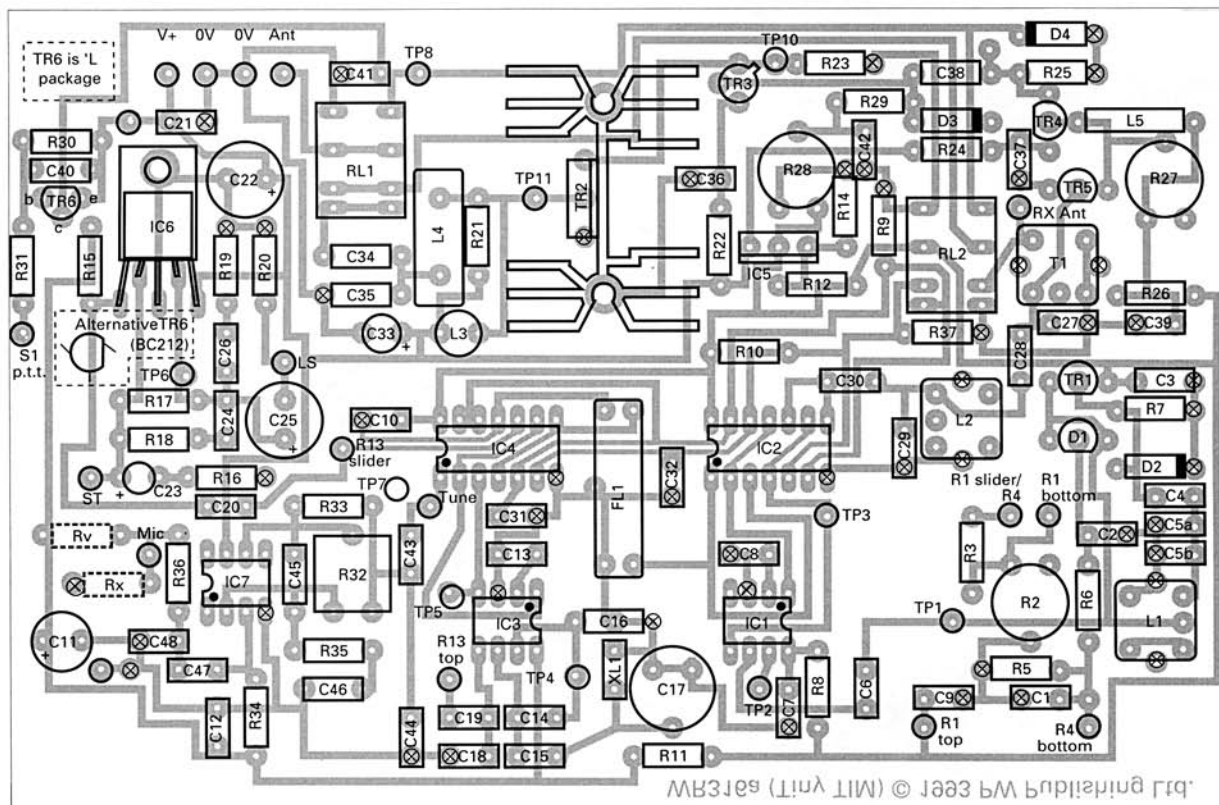 V+ 0V 0V Ant
TR6 is 'L
package
TP8
C41
TP10
R23
D4
C38
R25
TR3
R29
D3
TR4
L5
R30
C21
C40
TR6
b
e
c
C22
+
IC6
RL1
L4
R21
TP11
TR2
C36
R28
C42
R24
C37
TR5
R27
R14
R9
RX Ant
R31
R15
R19
R20
C34
C35
R22
IC5
R12
RL2
T1
R26
S1
p.t.t.
Alternative TR6
(BC212)
C33
+
L3
R37
C27
C39
C26
LS
R10
C28
TP6
R17
C24
C25
+
C30
TR1
C3
R7
L2
R18
C10
R13
slider
IC4
IC2
C29
D1
D2
ST
+
C23
R16
TP7
Tune
FL1
C32
R1 slider/
R4
R1
bottom
C4
C20
R33
C31
TP3
C5a
Rv
Mic
C43
C13
C8
R3
C2
C5b
Rx
R36
IC7
C45
R32
TP5
IC3
C16
IC1
TP1
R2
R6
L1
C11
+
C48
R35
R13
top
TP4
XL1
C17
R8
C6
R5
C47
C46
TP2
C7
C9
C1
C12
R34
C44
C19
C14
R1
top
R4
bottom
C18
C15
R11
WR316a (Tiny TIM) © 1993 PW Publishing Ltd.